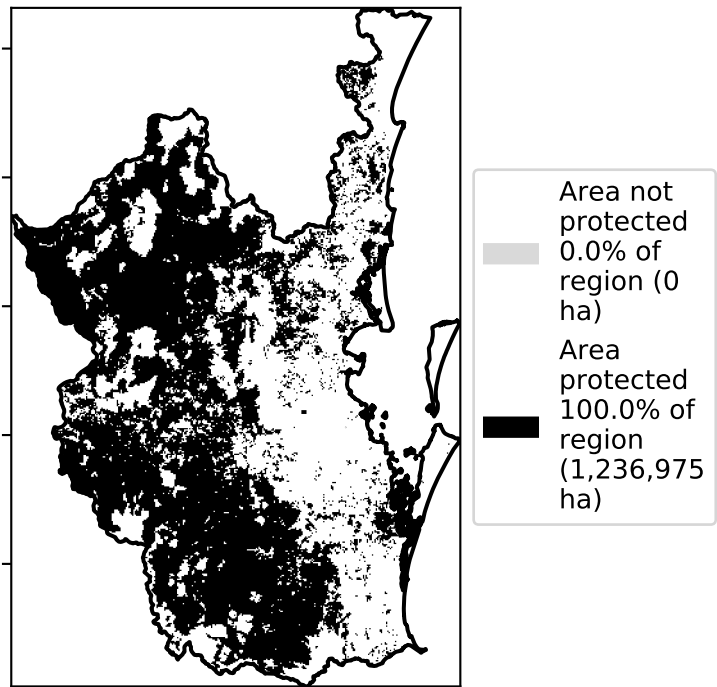 Area not
protected
0.0% of
region (0
ha)
Area
protected
100.0% of
region
(1,236,975
ha)